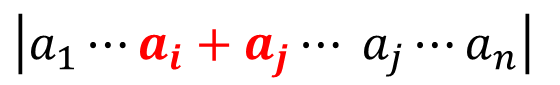 |a₁ ⋯ aᵢ + aⱼ ⋯ aⱼ ⋯ aₙ|